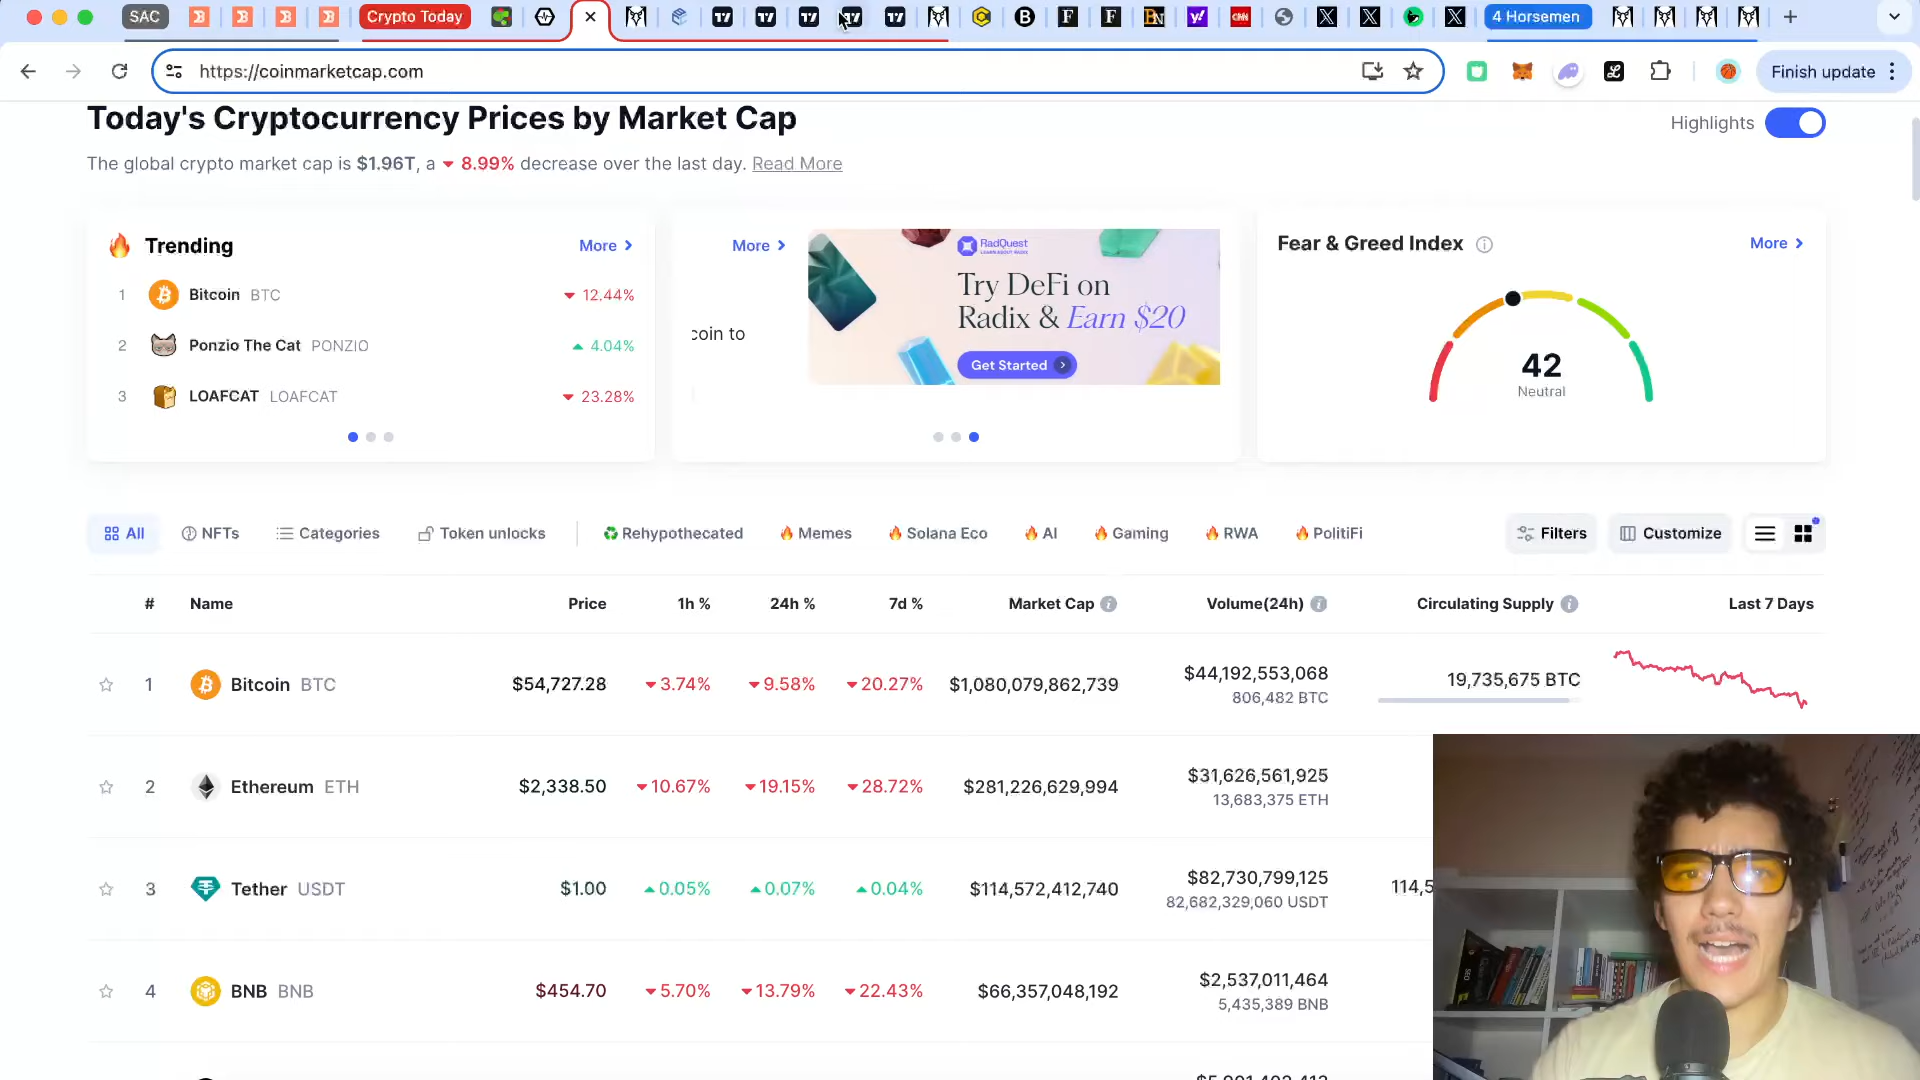 SAC
Crypto Today
4 Horsemen
https://coinmarketcap.com
Finish update
Today's Cryptocurrency Prices by Market Cap
Highlights
The global crypto market cap is $1.96T, a 8.99% decrease over the last day. Read More
Trending
More
1 Bitcoin BTC 12.44%
2 Ponzio The Cat PONZIO 4.04%
3 LOAFCAT LOAFCAT 23.28%
More
coin to
RadQuest
LEARN ABOUT RADIX
Try DeFi on
Radix & Earn $20
Get Started
Fear & Greed Index
More
42
Neutral
All NFTs Categories Token unlocks Rehypothecated Memes Solana Eco AI Gaming RWA PolitiFi Filters Customize
# Name Price 1h % 24h % 7d % Market Cap Volume(24h) Circulating Supply Last 7 Days
1 Bitcoin BTC $54,727.28 3.74% 9.58% 20.27% $1,080,079,862,739 $44,192,553,068 19,735,675 BTC
806,482 BTC
2 Ethereum ETH $2,338.50 10.67% 19.15% 28.72% $281,226,629,994 $31,626,561,925
13,683,375 ETH
3 Tether USDT $1.00 0.05% 0.07% 0.04% $114,572,412,740 $82,730,799,125 114,5
82,682,329,060 USDT
4 BNB BNB $454.70 5.70% 13.79% 22.43% $66,357,048,192 $2,537,011,464
5,435,389 BNB